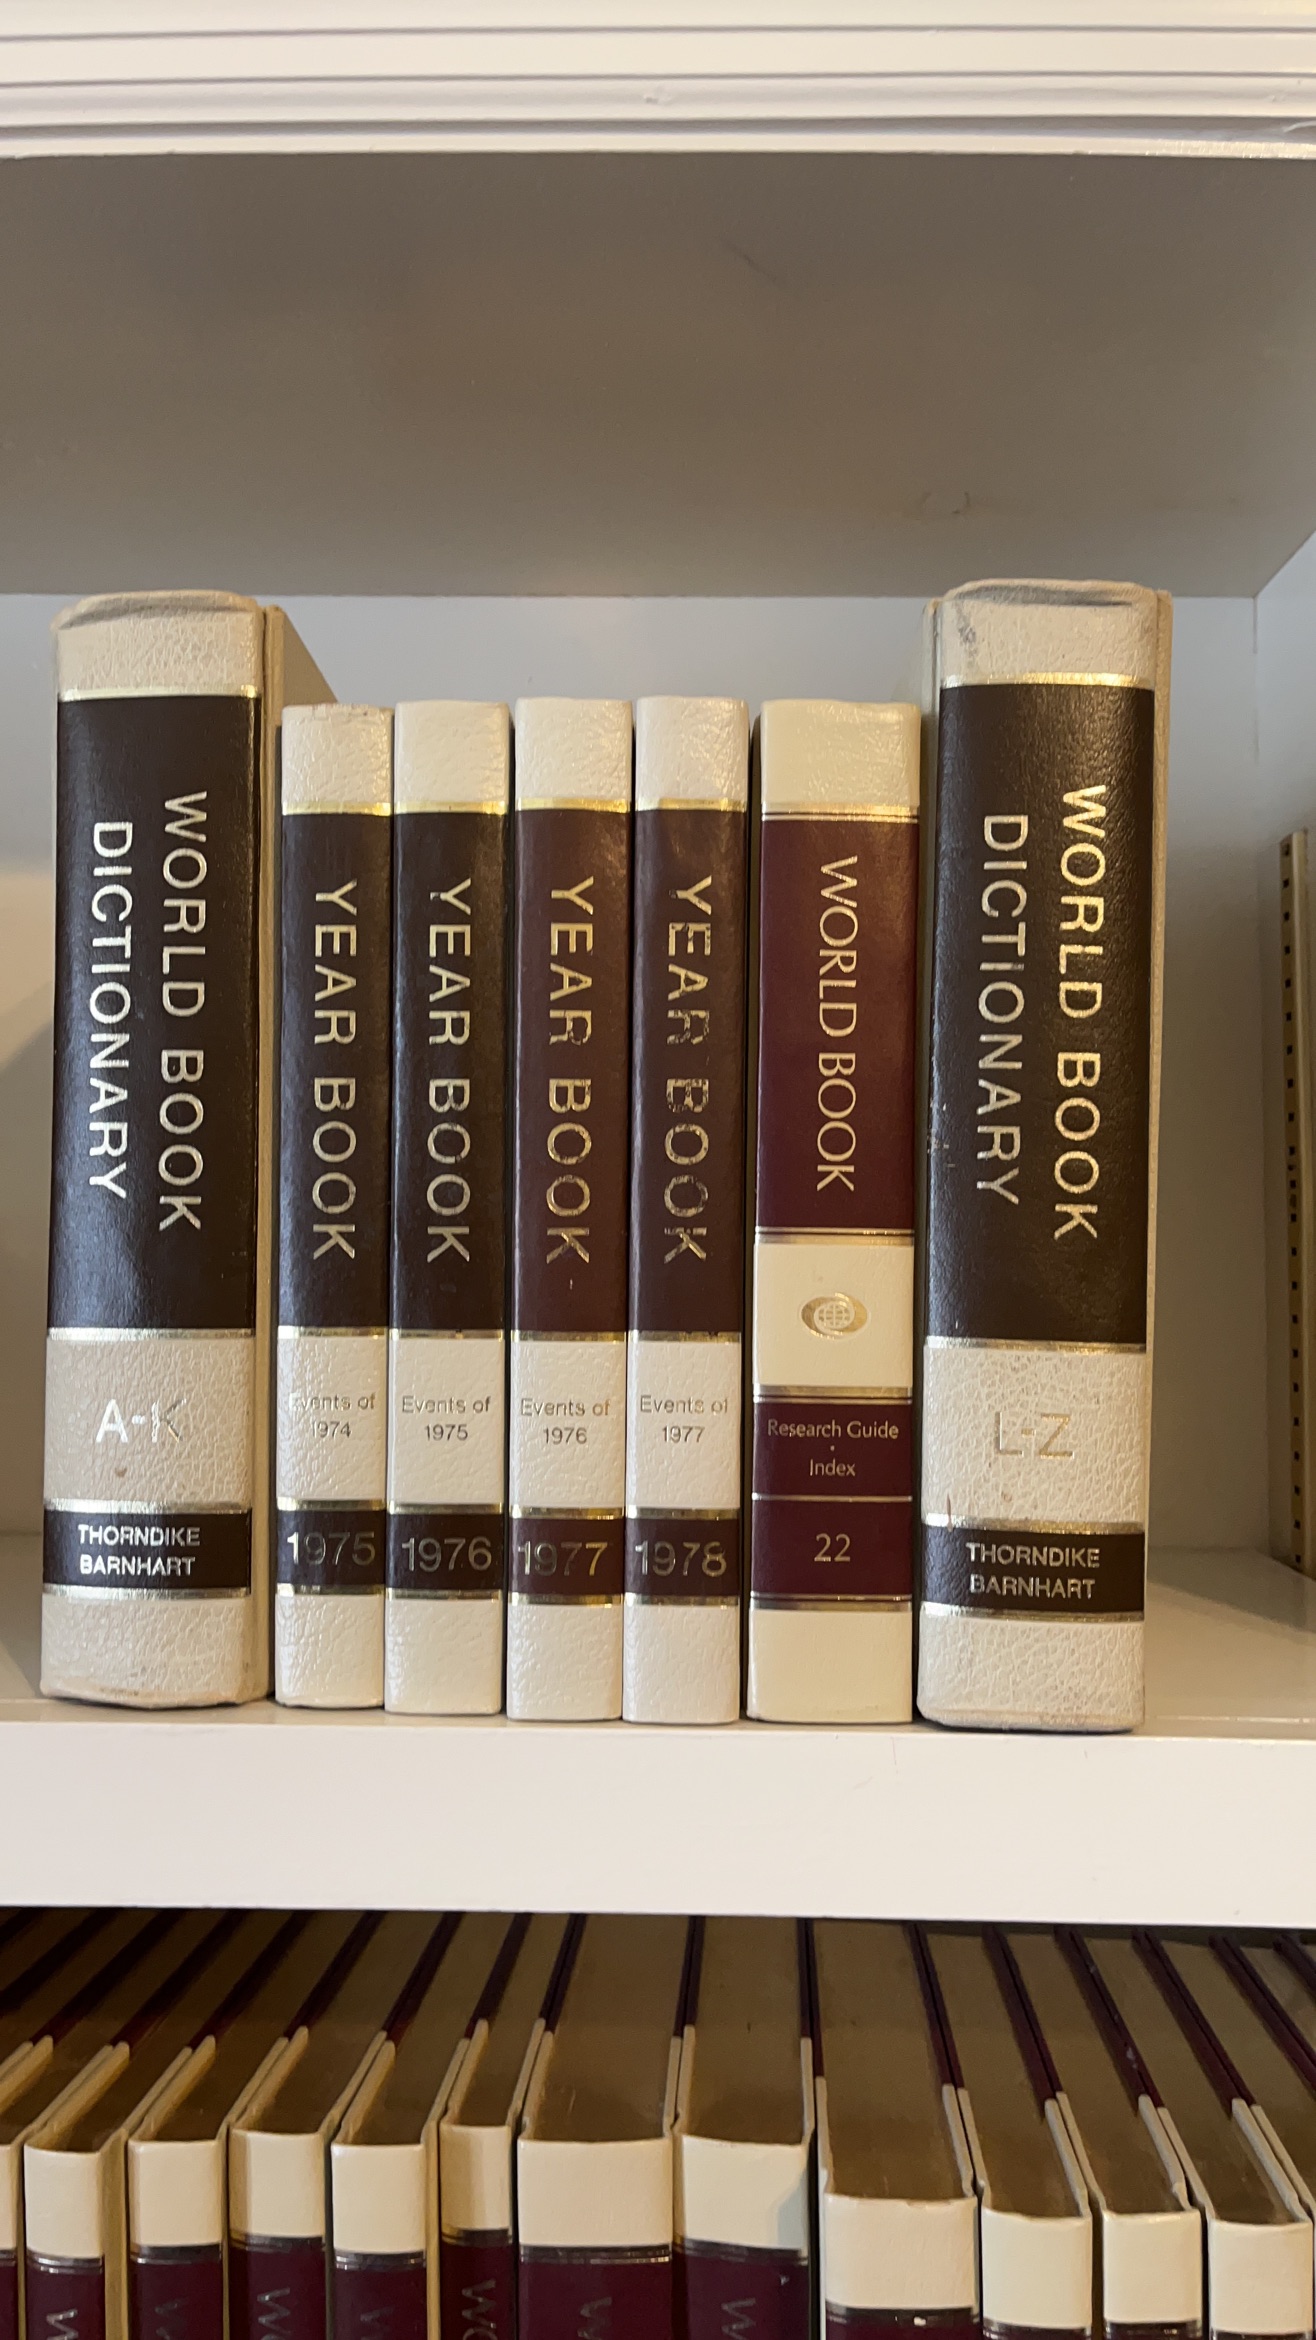 WORLD BOOK
DICTIONARY
A-K
THORNDIKE
BARNHART
YEAR BOOK
Events of
1974
1975
YEAR BOOK
Events of
1975
1976
YEAR BOOK
Events of
1976
1977
YEAR BOOK
Events of
1977
1978
WORLD BOOK
Research Guide
·
Index
22
WORLD BOOK
DICTIONARY
L-Z
THORNDIKE
BARNHART